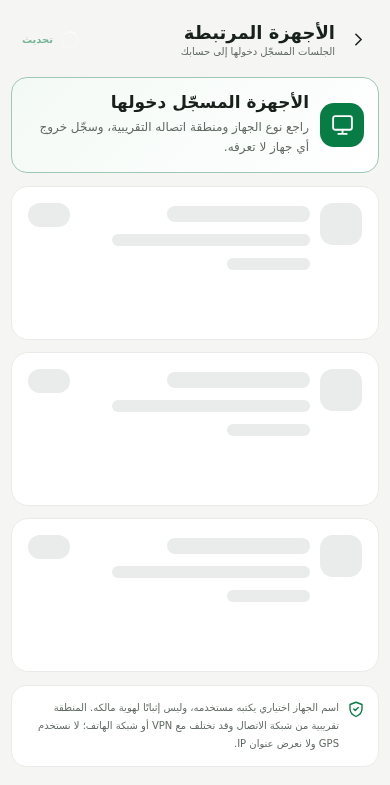 الأجهزة المرتبطة
الجلسات المسجّل دخولها إلى حسابك
تحديث
الأجهزة المسجّل دخولها
راجع نوع الجهاز ومنطقة اتصاله التقريبية، وسجّل خروج
أي جهاز لا تعرفه.
اسم الجهاز اختياري يكتبه مستخدمه، وليس إثباتًا لهوية مالكه. المنطقة
تقريبية من شبكة الاتصال وقد تختلف مع VPN أو شبكة الهاتف؛ لا نستخدم
GPS ولا نعرض عنوان IP.